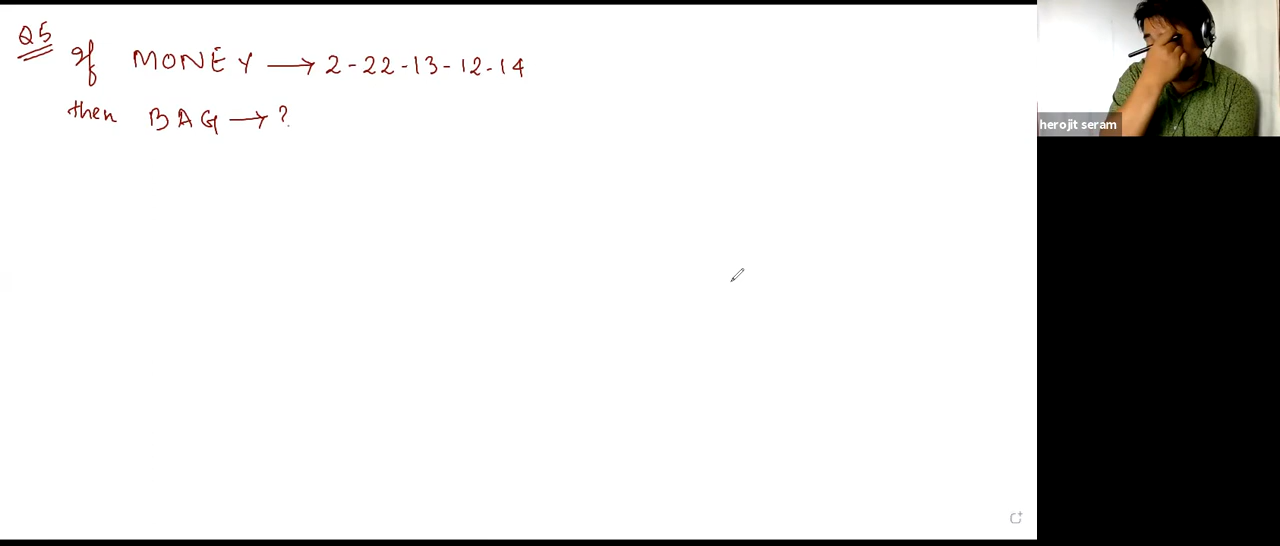 Q5
If MONEY → 2-22-13-12-14
then BAG → ?
herojit seram